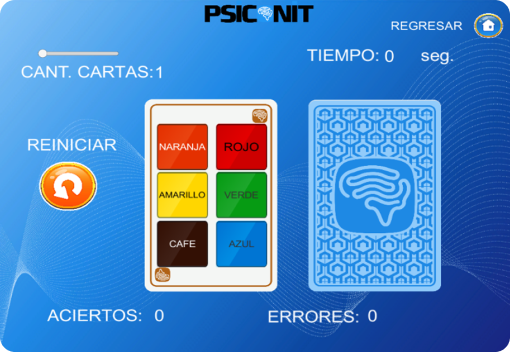 PSICONIT
REGRESAR
TIEMPO: 0 seg.
CANT. CARTAS:1
REINICIAR
NARANJA ROJO
AMARILLO VERDE
CAFE AZUL
ACIERTOS: 0 ERRORES: 0